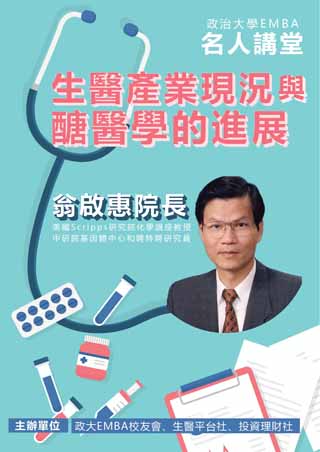 政治大學EMBA
名人講堂
生醫產業現況與
醣醫學的進展
翁啟惠院長
美國Scripps研究院化學講座教授
中研院基因體中心和聘特聘研究員
主辦單位 政大EMBA校友會、生醫平台社、投資理財社